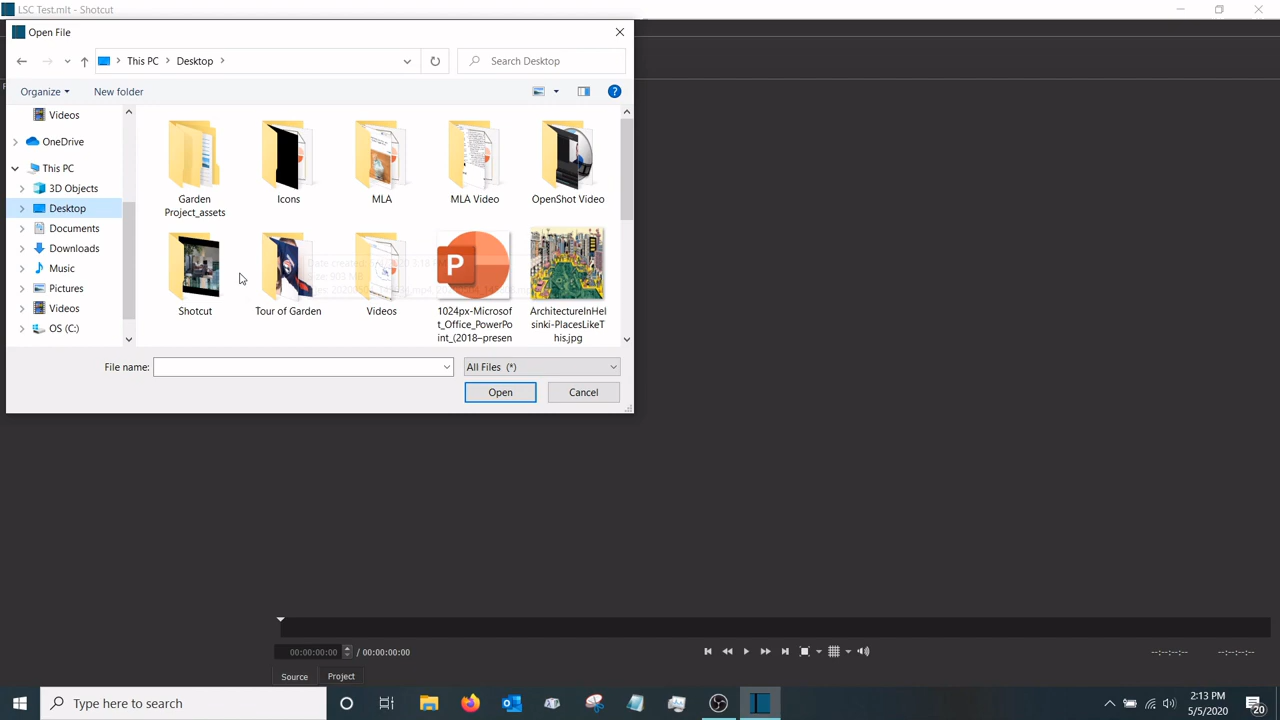 LSC Test.mlt - Shotcut
Open File
This PC
Desktop
Search Desktop
Organize
New folder
Videos
OneDrive
This PC
3D Objects
Desktop
Documents
Downloads
Music
Pictures
Videos
OS (C:)
Garden
Project_assets
Icons
MLA
MLA Video
OpenShot Video
Shotcut
Tour of Garden
Videos
1024px-Microsof
t_Office_PowerPo
int_(2018–presen
ArchitectureInHel
sinki-PlacesLikeT
his.jpg
File name:
All Files (*)
Open
Cancel
00:00:00:00
/ 00:00:00:00
--:--:--:--
--:--:--:--
Source
Project
Type here to search
2:13 PM
5/5/2020
20